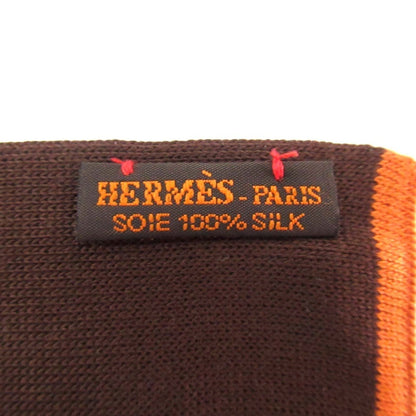 HERMÈS - PARIS
SOIE 100% SILK